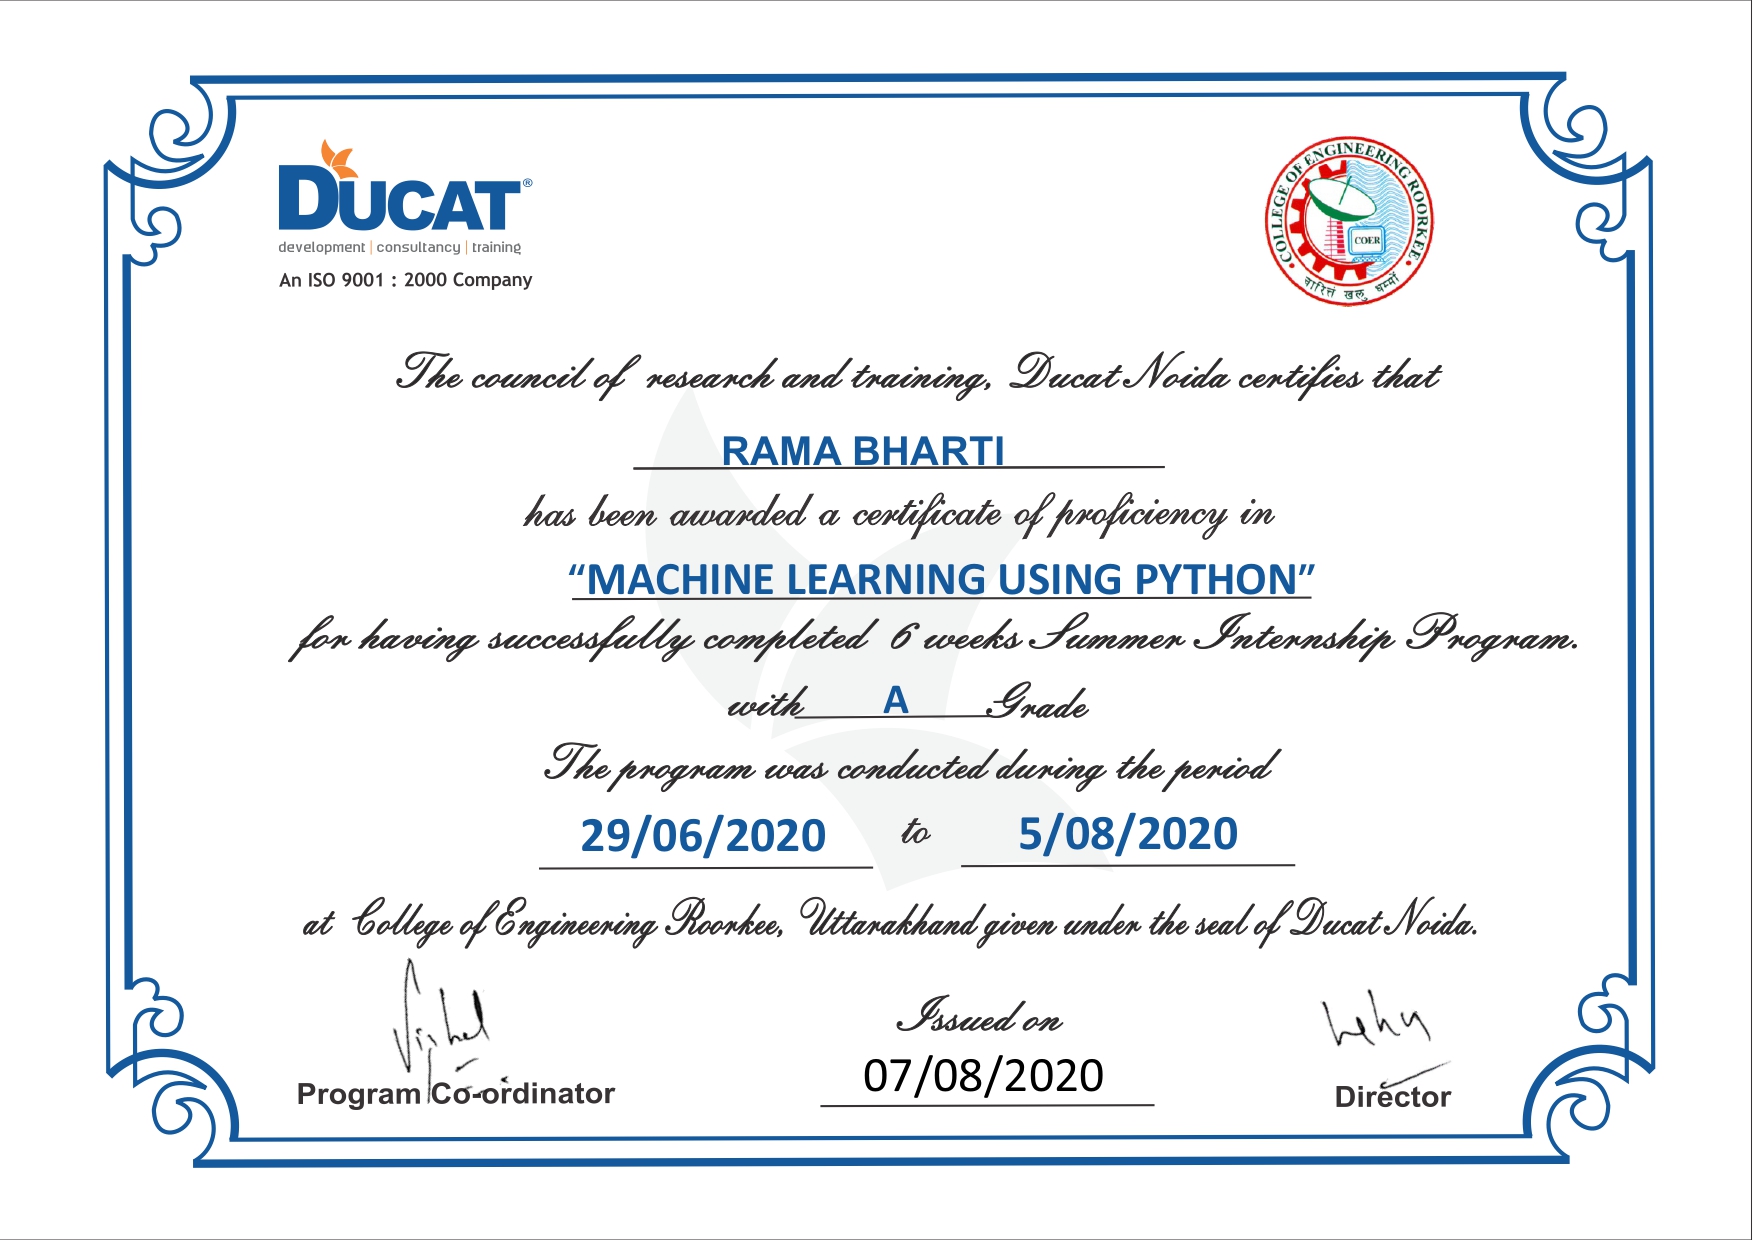 DUCAT®
development | consultancy | training
An ISO 9001 : 2000 Company
COLLEGE OF ENGINEERING ROORKEE
COER
वारित्तं खलु धर्म्मो
The council of research and training, Ducat Noida certifies that
RAMA BHARTI
has been awarded a certificate of proficiency in
“MACHINE LEARNING USING PYTHON”
for having successfully completed 6 weeks Summer Internship Program.
with A Grade
The program was conducted during the period
29/06/2020 to 5/08/2020
at College of Engineering Roorkee, Uttarakhand given under the seal of Ducat Noida.
Issued on
07/08/2020
Program Co-ordinator
Director